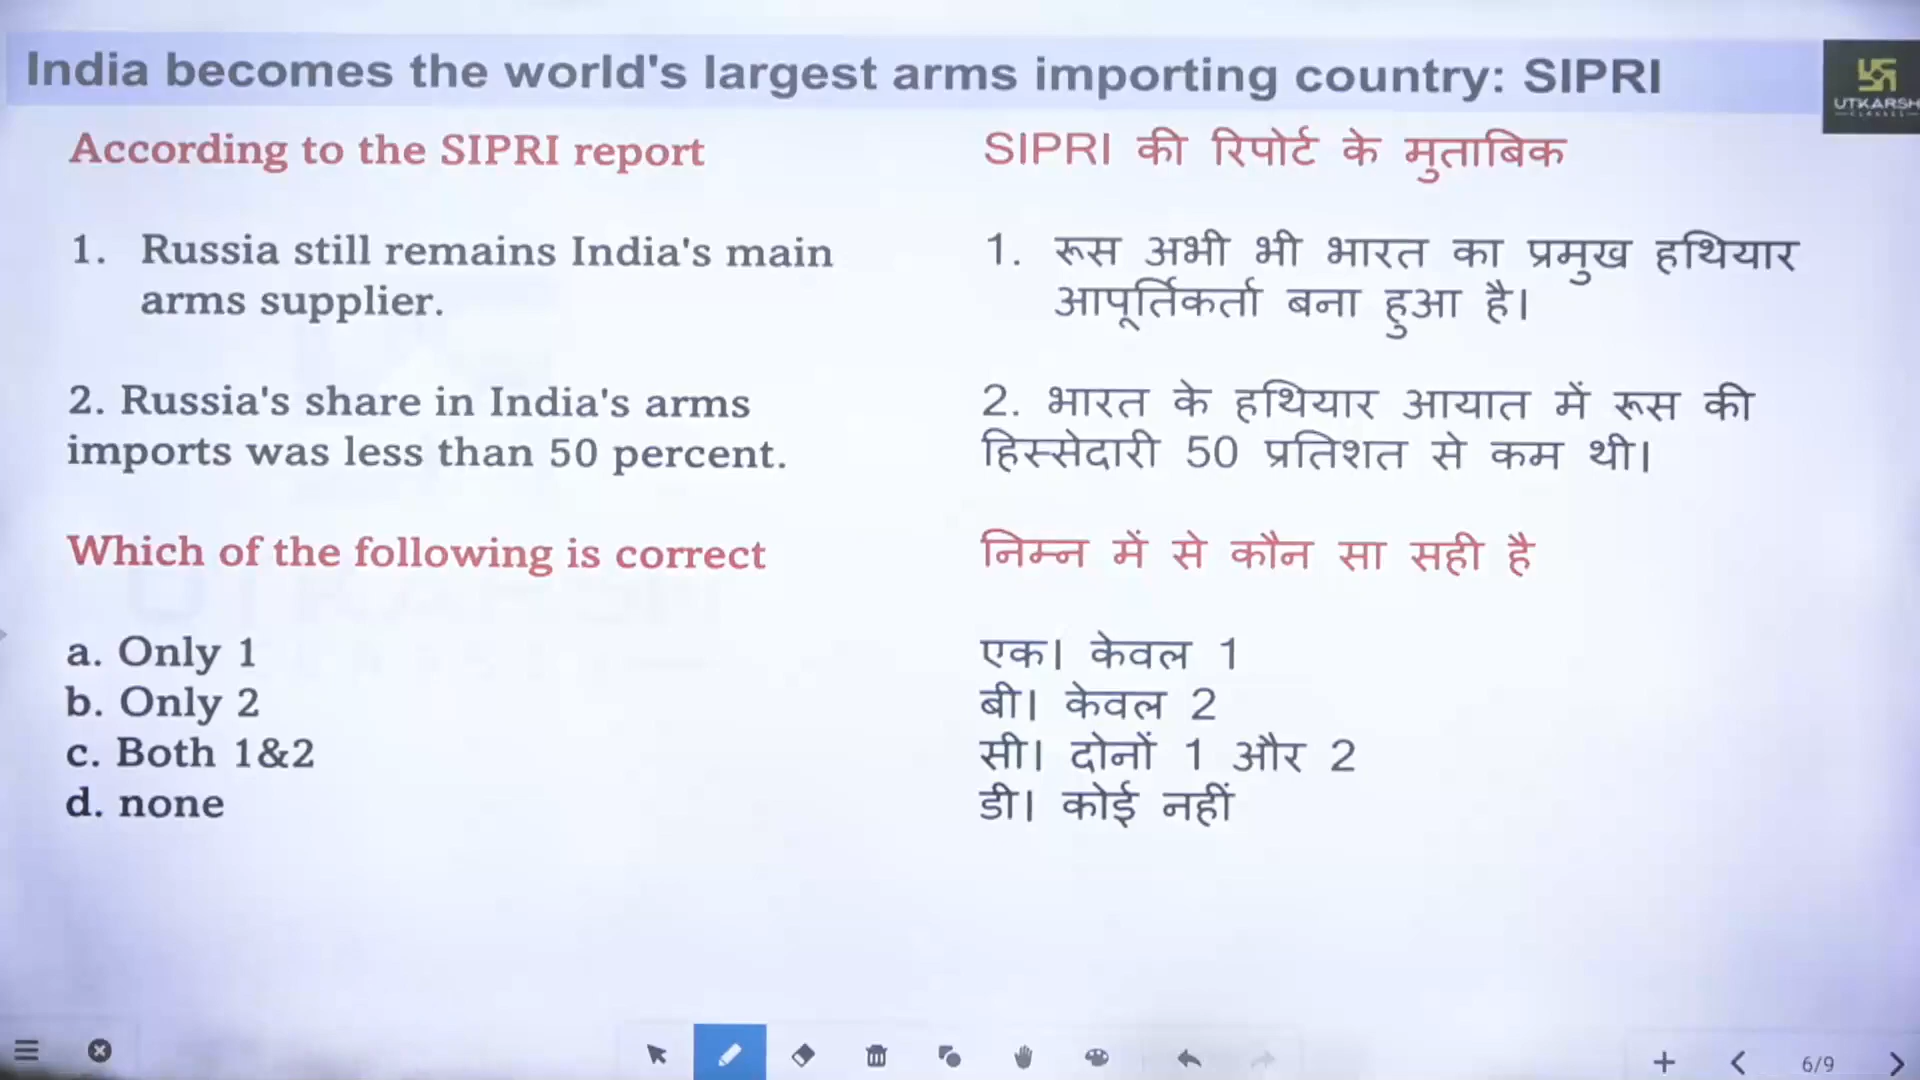 India becomes the world's largest arms importing country: SIPRI
UTKARSH
CLASSES
According to the SIPRI report
1. Russia still remains India's main
arms supplier.
2. Russia's share in India's arms
imports was less than 50 percent.
Which of the following is correct
a. Only 1
b. Only 2
c. Both 1&2
d. none
SIPRI की रिपोर्ट के मुताबिक
1. रूस अभी भी भारत का प्रमुख हथियार
आपूर्तिकर्ता बना हुआ है।
2. भारत के हथियार आयात में रूस की
हिस्सेदारी 50 प्रतिशत से कम थी।
निम्न में से कौन सा सही है
एक। केवल 1
बी। केवल 2
सी। दोनों 1 और 2
डी। कोई नहीं
6/9